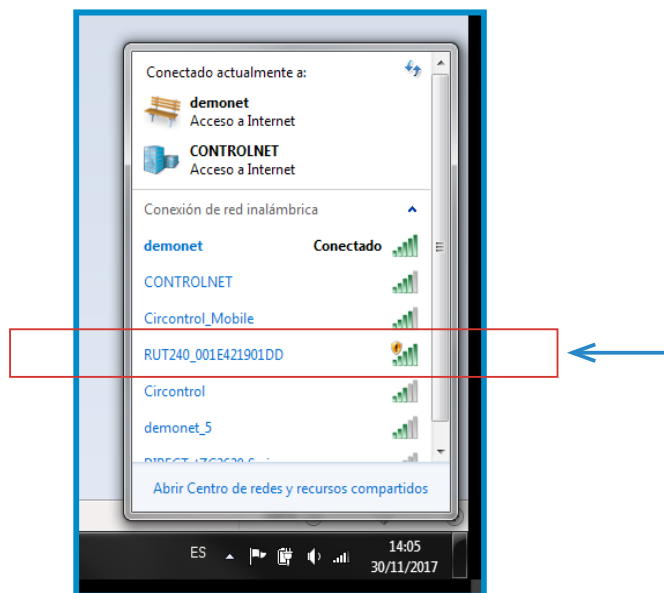 Conectado actualmente a:
demonet
Acceso a Internet
CONTROLNET
Acceso a Internet
Conexión de red inalámbrica
demonet Conectado
CONTROLNET
Circontrol_Mobile
RUT240_001E421901DD
Circontrol
demonet_5
Abrir Centro de redes y recursos compartidos
ES
14:05
30/11/2017